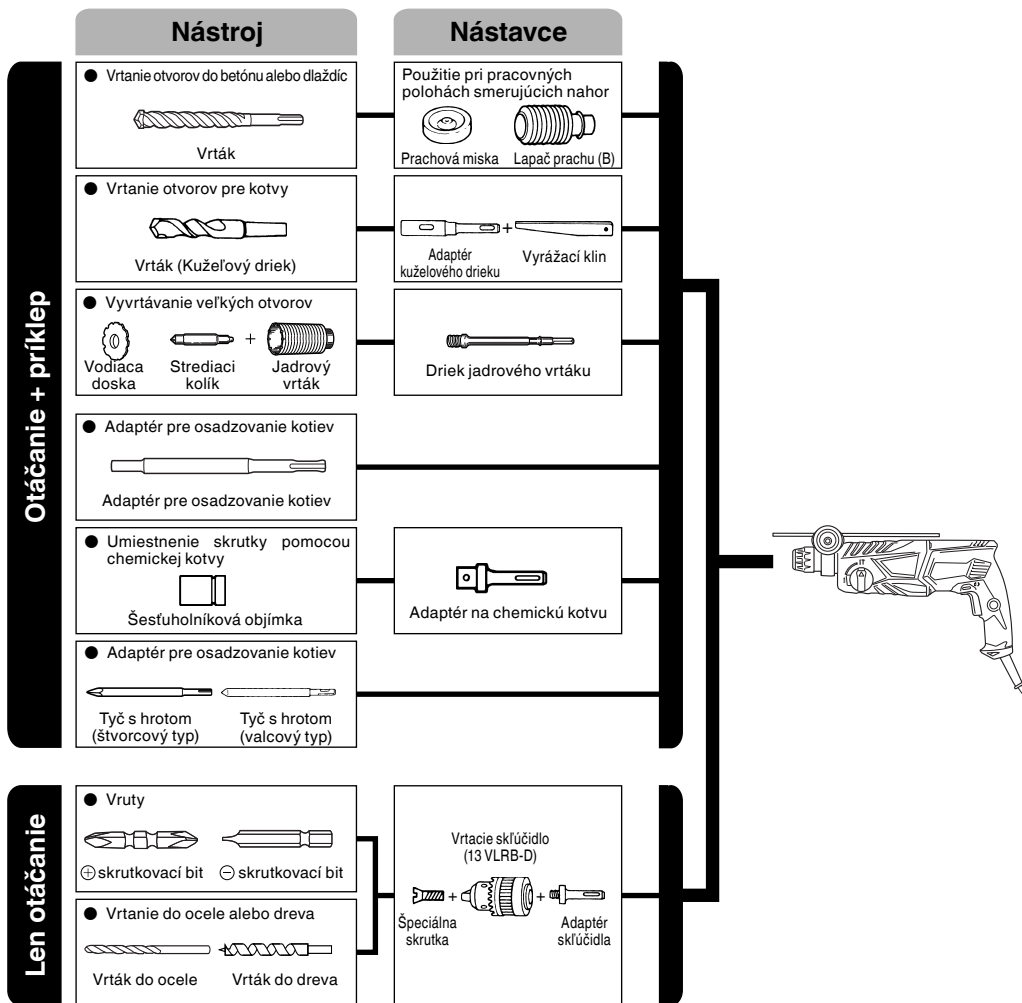 Nástroj
Nástavce
Otáčanie + príklep
● Vrtanie otvorov do betónu alebo dlaždíc
Vrták
Použitie pri pracovných
polohách smerujúcich nahor
Prachová miska
Lapač prachu (B)
● Vrtanie otvorov pre kotvy
Vrták (Kužeľový driek)
+
Adaptér
kuželového drieku
Vyrážací klin
● Vyvrtávanie veľkých otvorov
+
Vodiaca
doska
Strediaci
kolík
Jadrový
vrták
Driek jadrového vrtáku
● Adaptér pre osadzovanie kotiev
Adaptér pre osadzovanie kotiev
● Umiestnenie skrutky pomocou
chemickej kotvy
Šesťuholníková objímka
Adaptér na chemickú kotvu
● Adaptér pre osadzovanie kotiev
Tyč s hrotom
(štvorcový typ)
Tyč s hrotom
(valcový typ)
Len otáčanie
● Vruty
⊕ skrutkovací bit
⊖ skrutkovací bit
● Vrtanie do ocele alebo dreva
Vrták do ocele
Vrták do dreva
Vrtacie skľúčidlo
(13 VLRB-D)
+ +
Špeciálna
skrutka
Adaptér
skľúčidla